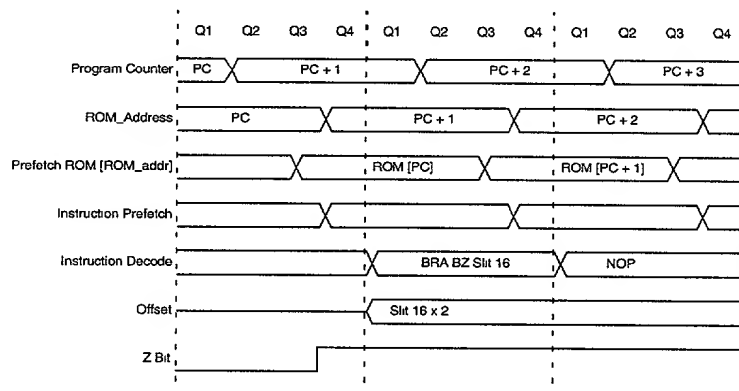 Q1 Q2 Q3 Q4 Q1 Q2 Q3 Q4 Q1 Q2 Q3 Q4
Program Counter PC PC + 1 PC + 2 PC + 3
ROM_Address PC PC + 1 PC + 2
Prefetch ROM [ROM_addr] ROM [PC] ROM [PC + 1]
Instruction Prefetch
Instruction Decode BRA BZ Slit 16 NOP
Offset Slit 16 x 2
Z Bit